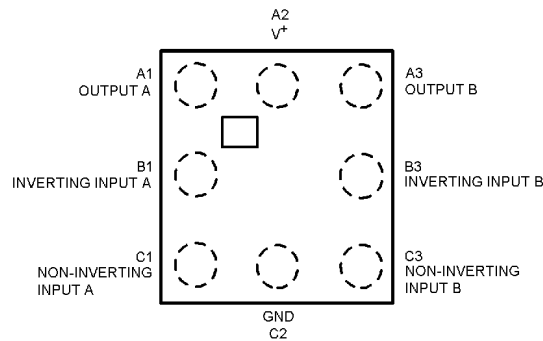 A2
V+
A1
OUTPUT A
A3
OUTPUT B
B1
INVERTING INPUT A
B3
INVERTING INPUT B
C1
NON-INVERTING
INPUT A
C3
NON-INVERTING
INPUT B
GND
C2